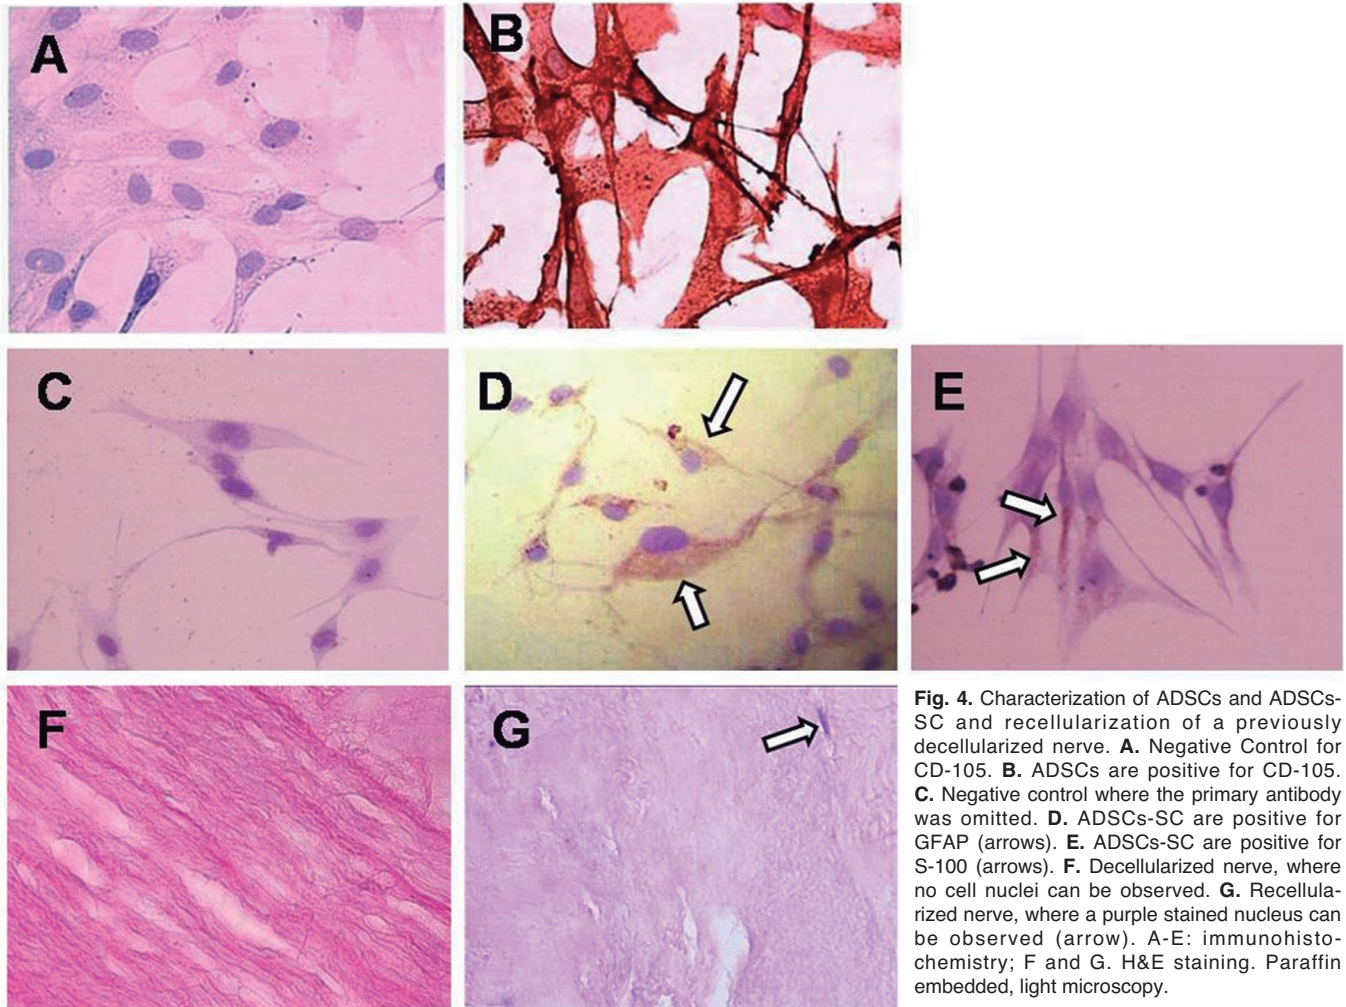 A
B
C
D
E
F
G
Fig. 4. Characterization of ADSCs and ADSCs-
SC and recellularization of a previously
decellularized nerve. A. Negative Control for
CD-105. B. ADSCs are positive for CD-105.
C. Negative control where the primary antibody
was omitted. D. ADSCs-SC are positive for
GFAP (arrows). E. ADSCs-SC are positive for
S-100 (arrows). F. Decellularized nerve, where
no cell nuclei can be observed. G. Recellula-
rized nerve, where a purple stained nucleus can
be observed (arrow). A-E: immunohisto-
chemistry; F and G. H&E staining. Paraffin
embedded, light microscopy.